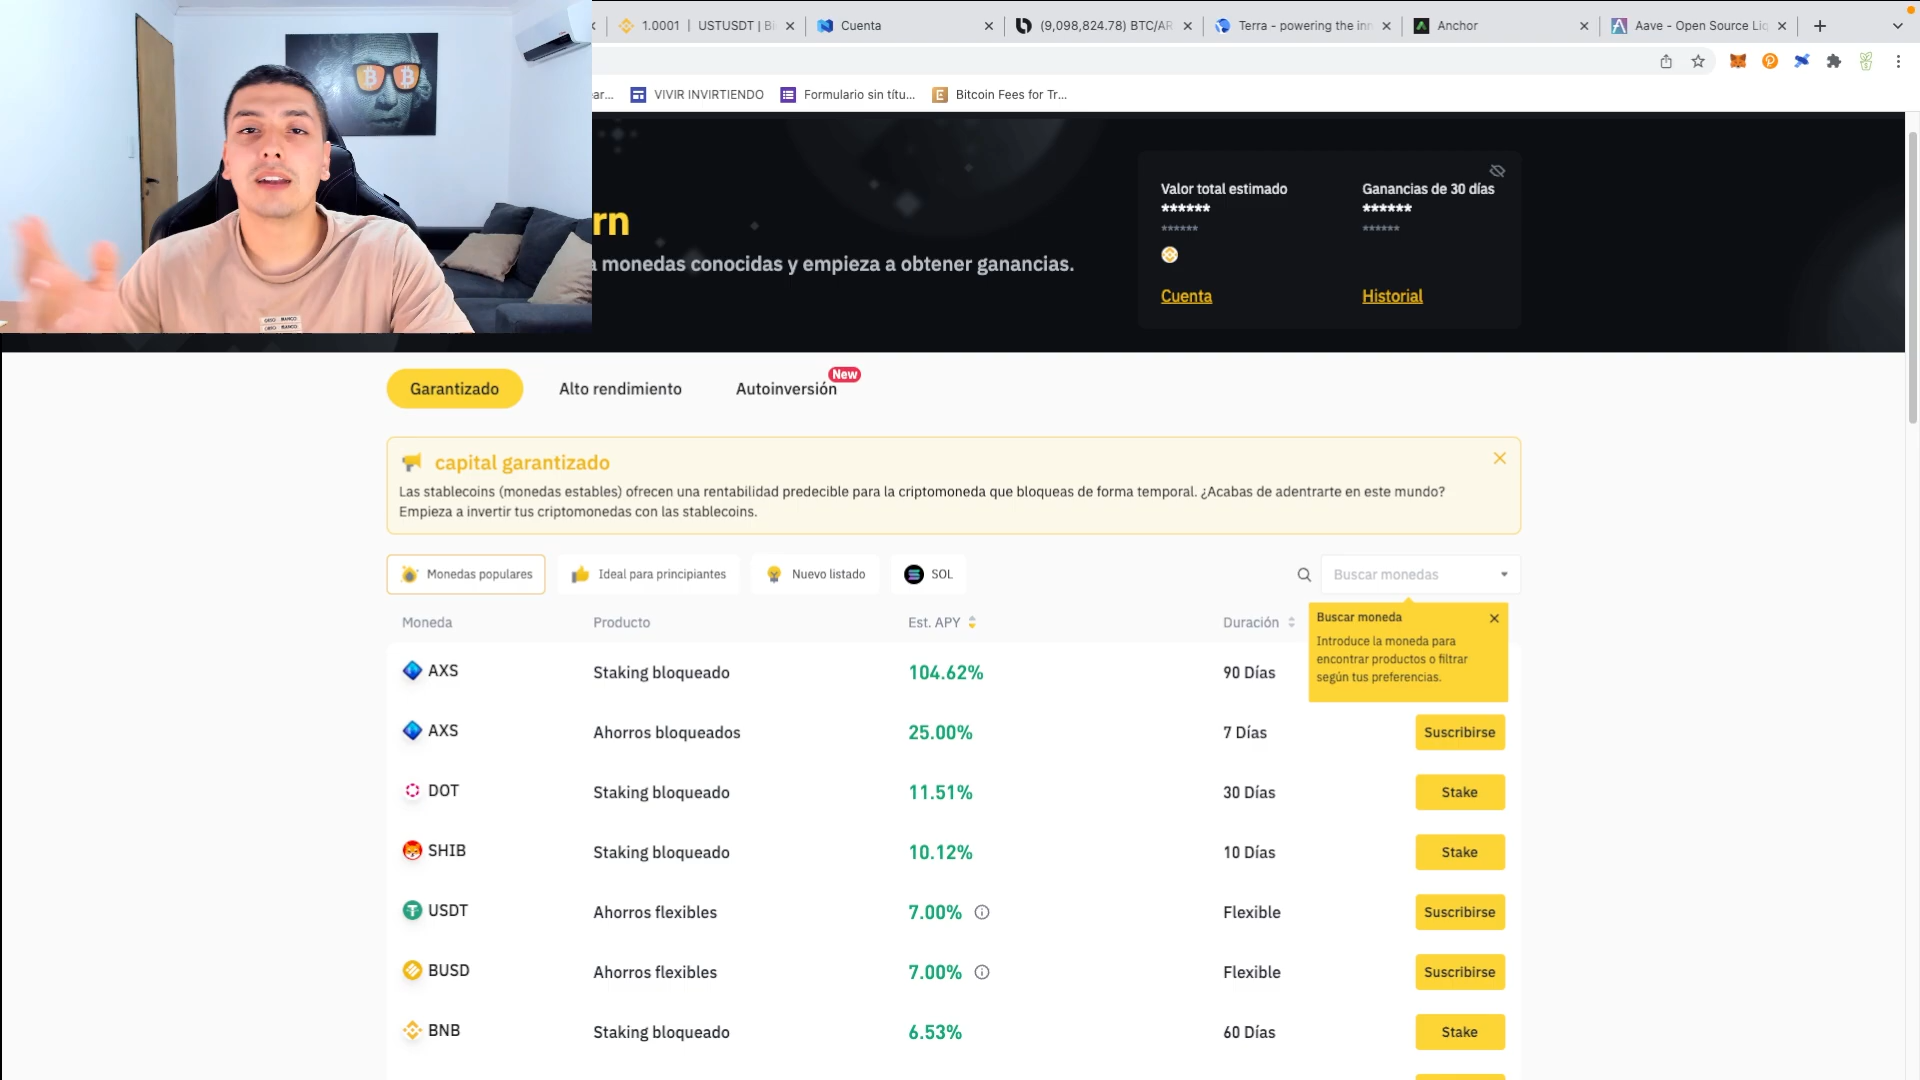 1.0001 | USTUSDT | Bi
Cuenta
(9,098,824.78) BTC/AR
Terra - powering the inn
Anchor
Aave - Open Source Liq
ar...
VIVIR INVIRTIENDO
Formulario sin títu...
Bitcoin Fees for Tr...
rn
a monedas conocidas y empieza a obtener ganancias.
Valor total estimado
******
******
Cuenta
Ganancias de 30 días
******
******
Historial
Garantizado
Alto rendimiento
Autoinversión
New
capital garantizado
Las stablecoins (monedas estables) ofrecen una rentabilidad predecible para la criptomoneda que bloqueas de forma temporal. ¿Acabas de adentrarte en este mundo?
Empieza a invertir tus criptomonedas con las stablecoins.
Monedas populares
Ideal para principiantes
Nuevo listado
SOL
Buscar monedas
Moneda
Producto
Est. APY
Duración
Buscar moneda
Introduce la moneda para
encontrar productos o filtrar
según tus preferencias.
AXS Staking bloqueado 104.62% 90 Días
AXS Ahorros bloqueados 25.00% 7 Días Suscribirse
DOT Staking bloqueado 11.51% 30 Días Stake
SHIB Staking bloqueado 10.12% 10 Días Stake
USDT Ahorros flexibles 7.00% Flexible Suscribirse
BUSD Ahorros flexibles 7.00% Flexible Suscribirse
BNB Staking bloqueado 6.53% 60 Días Stake